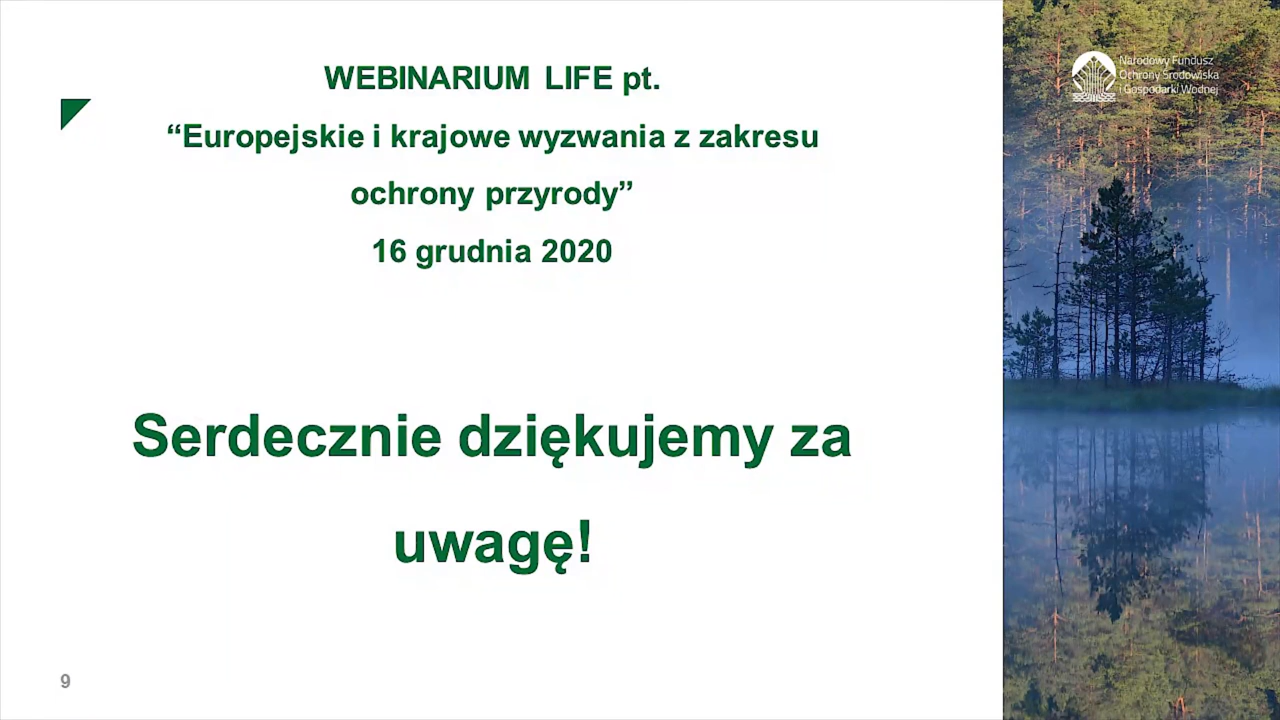 WEBINARIUM LIFE pt.
“Europejskie i krajowe wyzwania z zakresu
ochrony przyrody”
16 grudnia 2020
Serdecznie dziękujemy za
uwagę!
9
Narodowy Fundusz
Ochrony Środowiska
i Gospodarki Wodnej